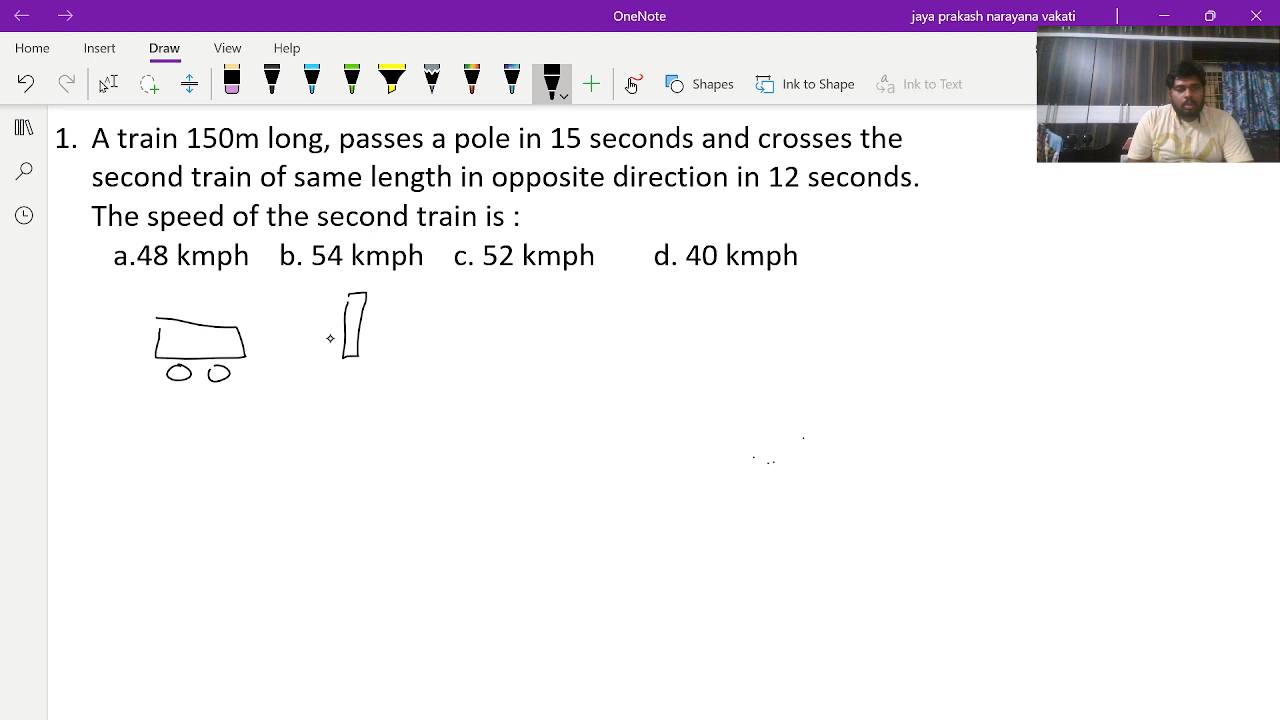 OneNote
jaya prakash narayana vakati
Home Insert Draw View Help
Shapes Ink to Shape Ink to Text
1. A train 150m long, passes a pole in 15 seconds and crosses the
second train of same length in opposite direction in 12 seconds.
The speed of the second train is :
a.48 kmph b. 54 kmph c. 52 kmph d. 40 kmph